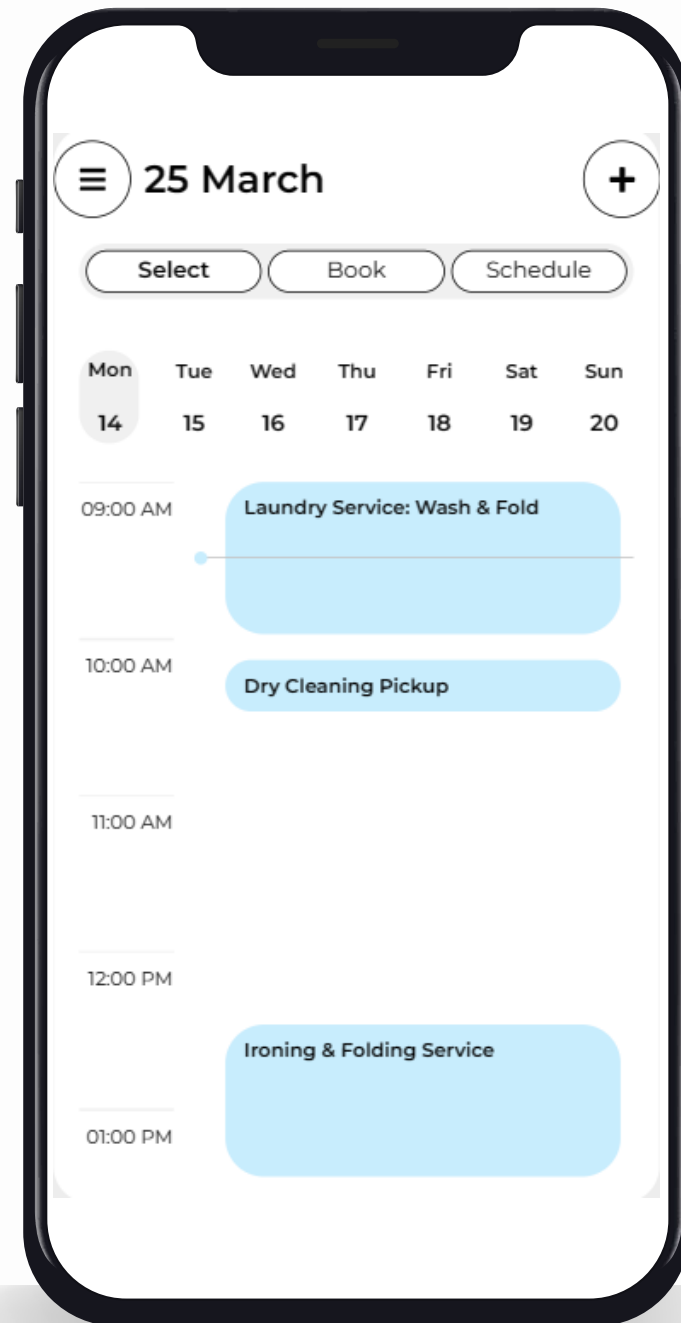 25 March
Select Book Schedule
Mon Tue Wed Thu Fri Sat Sun
14 15 16 17 18 19 20
09:00 AM Laundry Service: Wash & Fold
10:00 AM
Dry Cleaning Pickup
11:00 AM
12:00 PM
Ironing & Folding Service
01:00 PM